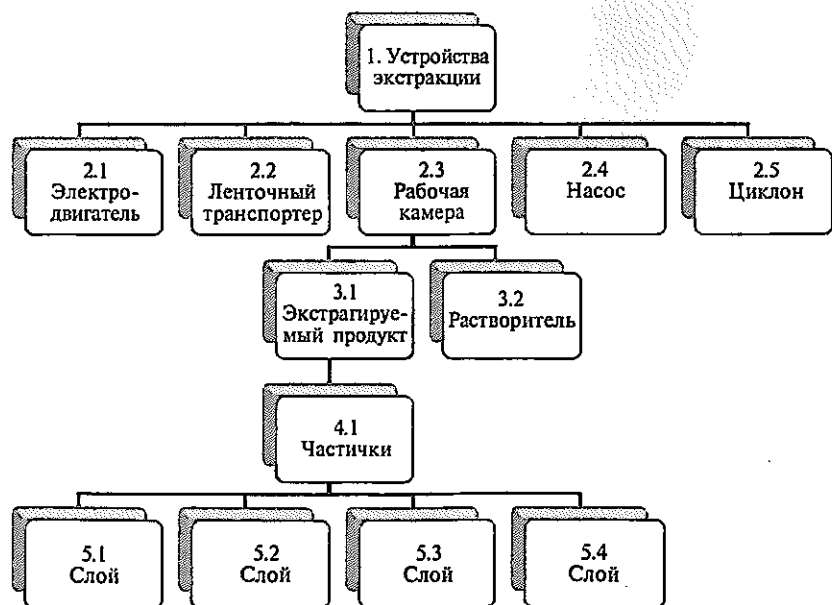 1. Устройства
экстракции
2.1
Электро-
двигатель
2.2
Ленточный
транспортер
2.3
Рабочая
камера
2.4
Насос
2.5
Циклон
3.1
Экстрагируе-
мый продукт
3.2
Растворитель
4.1
Частички
5.1
Слой
5.2
Слой
5.3
Слой
5.4
Слой